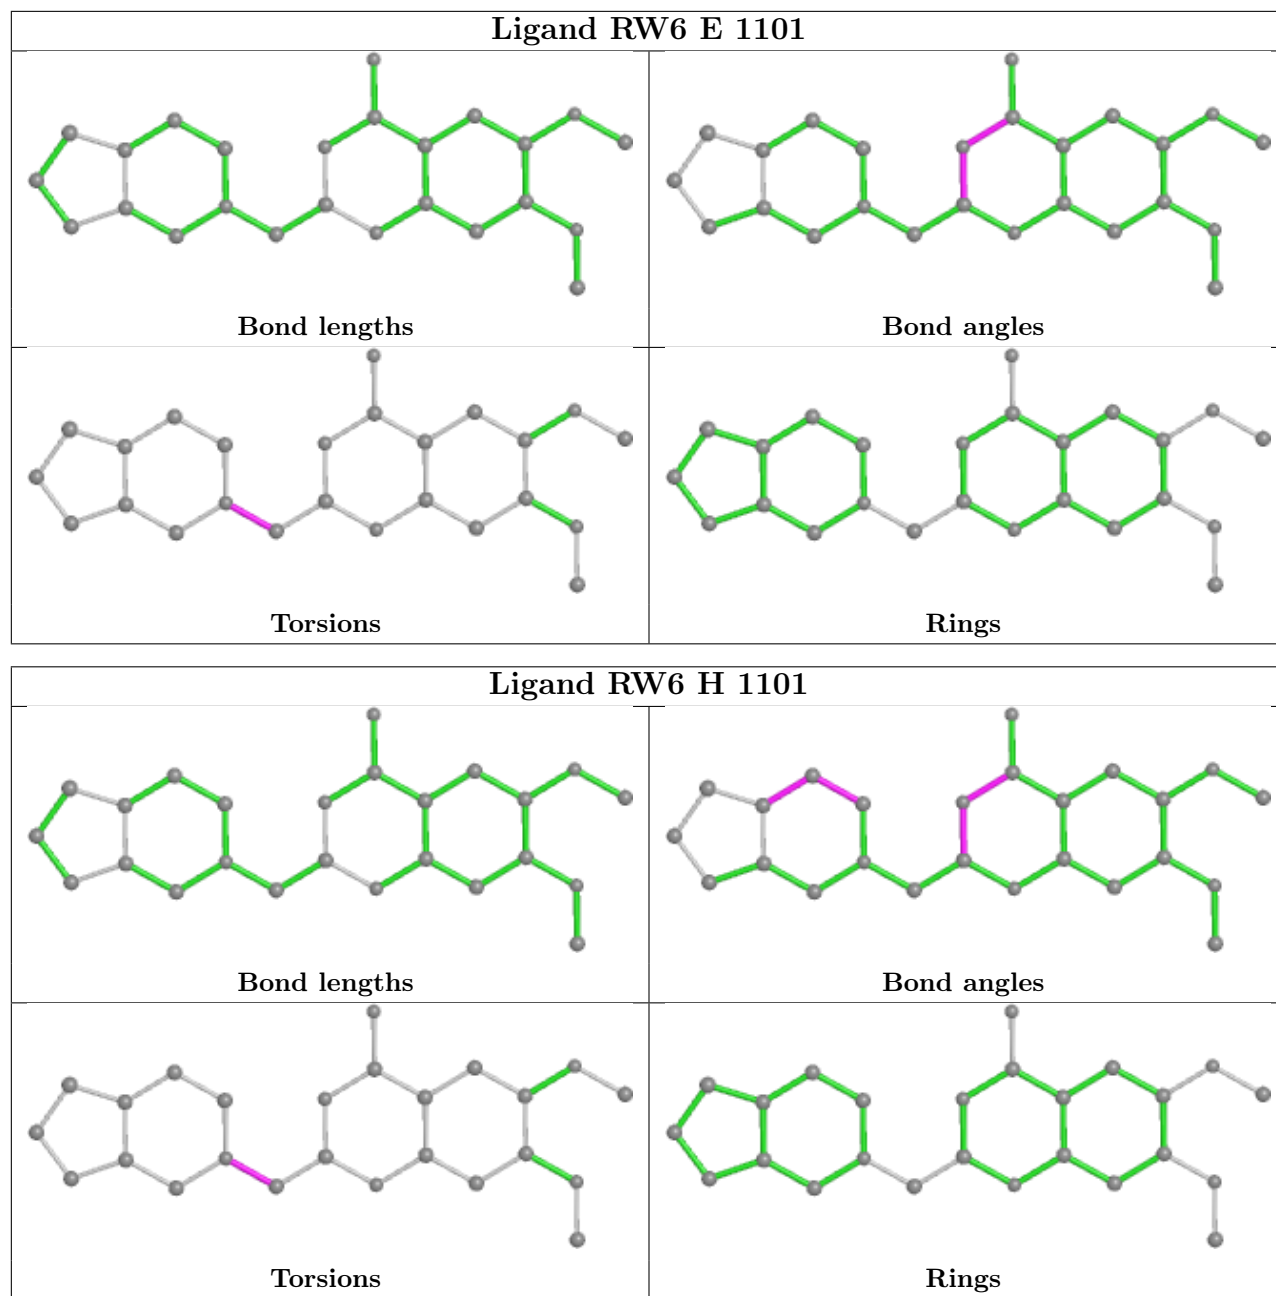 Ligand RW6 E 1101
Bond lengths
Bond angles
Torsions
Rings
Ligand RW6 H 1101
Bond lengths
Bond angles
Torsions
Rings